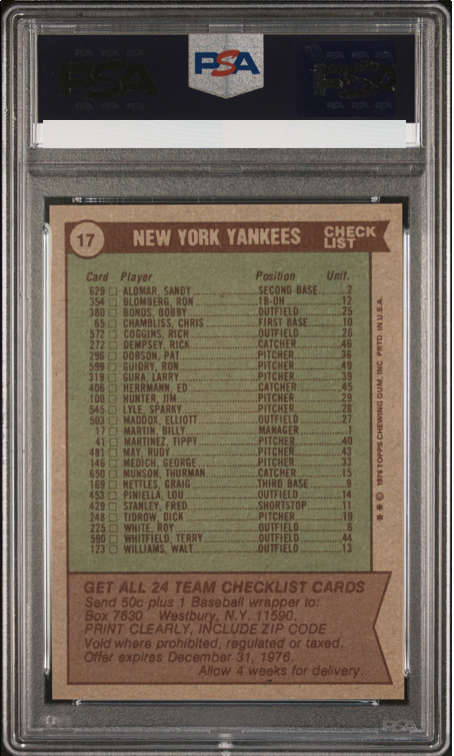 PSA PSA PSA
17 NEW YORK YANKEES CHECK LIST
Card Player Position Unif.
629 ALOMAR, SANDY SECOND BASE 2
354 BLOMBERG, RON 1B-DH 12
380 BONDS, BOBBY OUTFIELD 25
65 CHAMBLISS, CHRIS FIRST BASE 10
572 COGGINS, RICH OUTFIELD 28
272 DEMPSEY, RICK CATCHER 46
296 DOBSON, PAT PITCHER 36
599 GUIDRY, RON PITCHER 49
319 GURA, LARRY PITCHER 39
406 HERRMANN, ED CATCHER 45
100 HUNTER, JIM PITCHER 29
545 LYLE, SPARKY PITCHER 28
503 MADDOX, ELLIOTT OUTFIELD 27
17 MARTIN, BILLY MANAGER 1
41 MARTINEZ, TIPPY PITCHER 40
481 MAY, RUDY PITCHER 43
146 MEDICH, GEORGE PITCHER 33
650 MUNSON, THURMAN CATCHER 15
169 NETTLES, GRAIG THIRD BASE 9
453 PINIELLA, LOU OUTFIELD 14
429 STANLEY, FRED SHORTSTOP 11
248 TIDROW, DICK PITCHER 19
225 WHITE, ROY OUTFIELD 6
590 WHITFIELD, TERRY OUTFIELD 44
123 WILLIAMS, WALT OUTFIELD 13
** © 1976 TOPPS CHEWING GUM, INC. PRTD. IN U.S.A.
GET ALL 24 TEAM CHECKLIST CARDS
Send 50c plus 1 Baseball wrapper to:
Box 7630 Westbury, N.Y. 11590.
PRINT CLEARLY, INCLUDE ZIP CODE
Void where prohibited, regulated or taxed.
Offer expires December 31, 1976.
Allow 4 weeks for delivery.
PSA